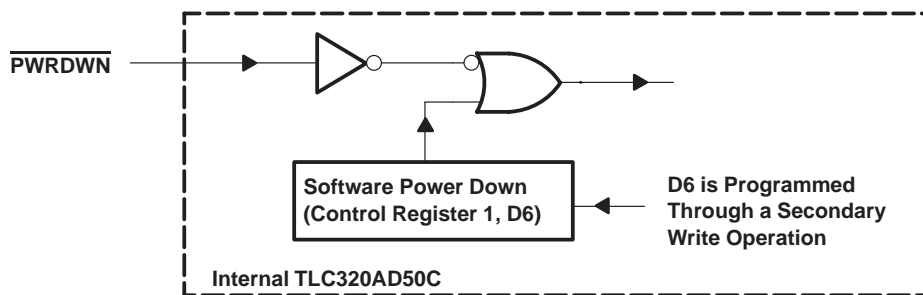 PWRDWN
Software Power Down
(Control Register 1, D6)
D6 is Programmed
Through a Secondary
Write Operation
Internal TLC320AD50C